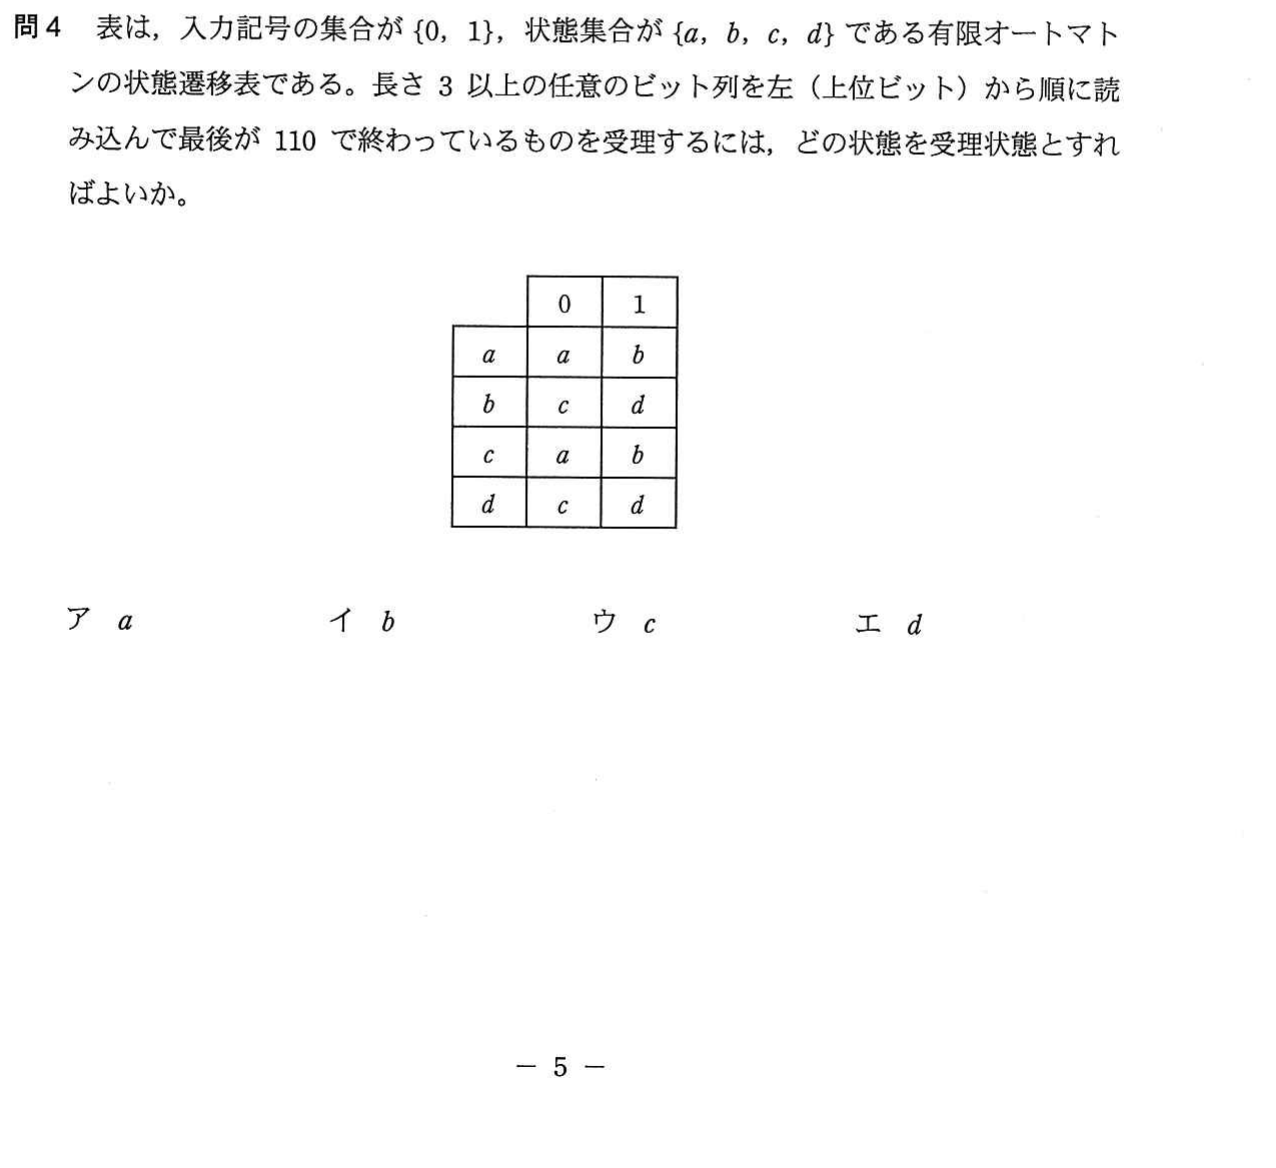 問4 表は，入力記号の集合が {0，1}，状態集合が {a，b，c，d} である有限オートマト
ンの状態遷移表である。長さ 3 以上の任意のビット列を左（上位ビット）から順に読
み込んで最後が 110 で終わっているものを受理するには，どの状態を受理状態とすれ
ばよいか。
0 1
a a b
b c d
c a b
d c d
ア a イ b ウ c エ d
－ 5 －